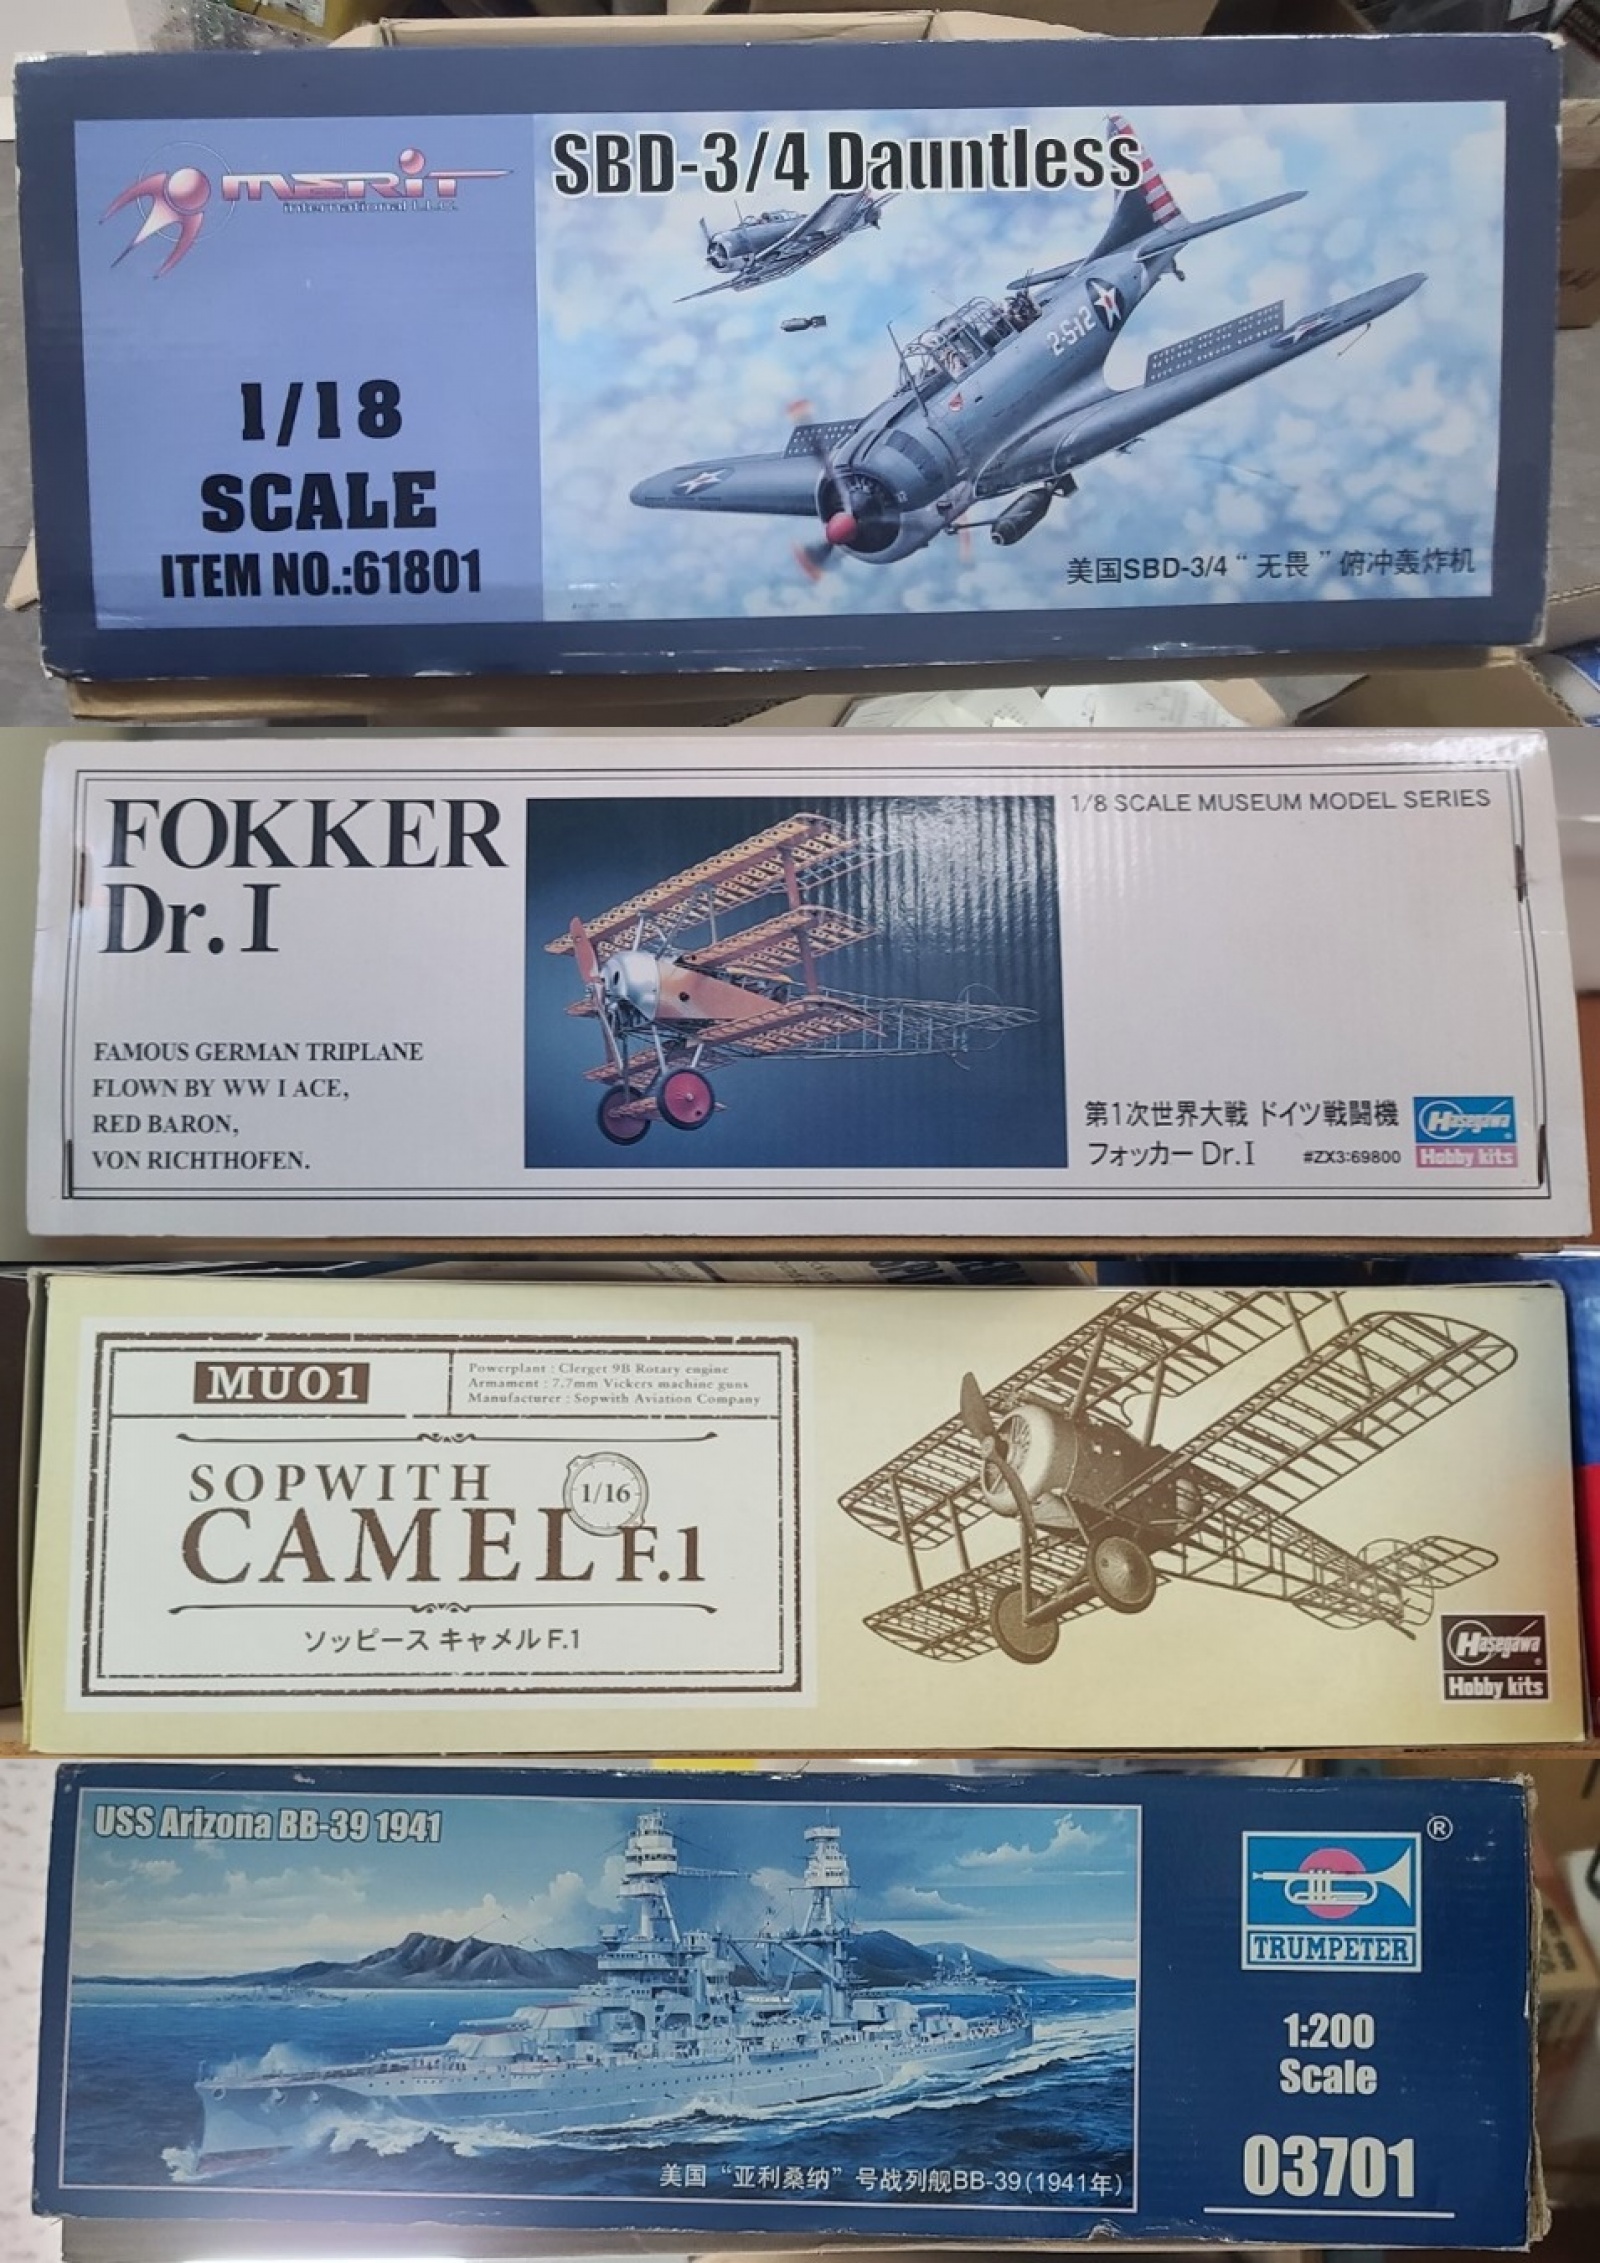 merit
international L.L.C.
SBD-3/4 Dauntless
1/18
SCALE
ITEM NO.:61801
2-S-12
美国SBD-3/4“无畏”俯冲轰炸机
FOKKER
Dr.I
1/8 SCALE MUSEUM MODEL SERIES
FAMOUS GERMAN TRIPLANE
FLOWN BY WW I ACE,
RED BARON,
VON RICHTHOFEN.
第1次世界大戦 ドイツ戦闘機
フォッカー Dr.I #ZX3:69800
Hasegawa
Hobby kits
MU01
Powerplant : Clerget 9B Rotary engine
Armament : 7.7mm Vickers machine guns
Manufacturer : Sopwith Aviation Company
SOPWITH
1/16
CAMEL F.1
ソッピース キャメル F.1
Hasegawa
Hobby kits
USS Arizona BB-39 1941
®
TRUMPETER
1:200
Scale
03701
美国“亚利桑纳”号战列舰BB-39(1941年)